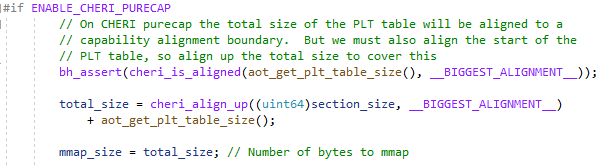 #if ENABLE_CHERI_PURECAP
// On CHERI purecap the total size of the PLT table will be aligned to a
// capability alignment boundary.  But we must also align the start of the
// PLT table, so align up the total size to cover this
bh_assert(cheri_is_aligned(aot_get_plt_table_size(), __BIGGEST_ALIGNMENT__));
total_size = cheri_align_up((uint64)section_size, __BIGGEST_ALIGNMENT__)
+ aot_get_plt_table_size();
mmap_size = total_size; // Number of bytes to mmap